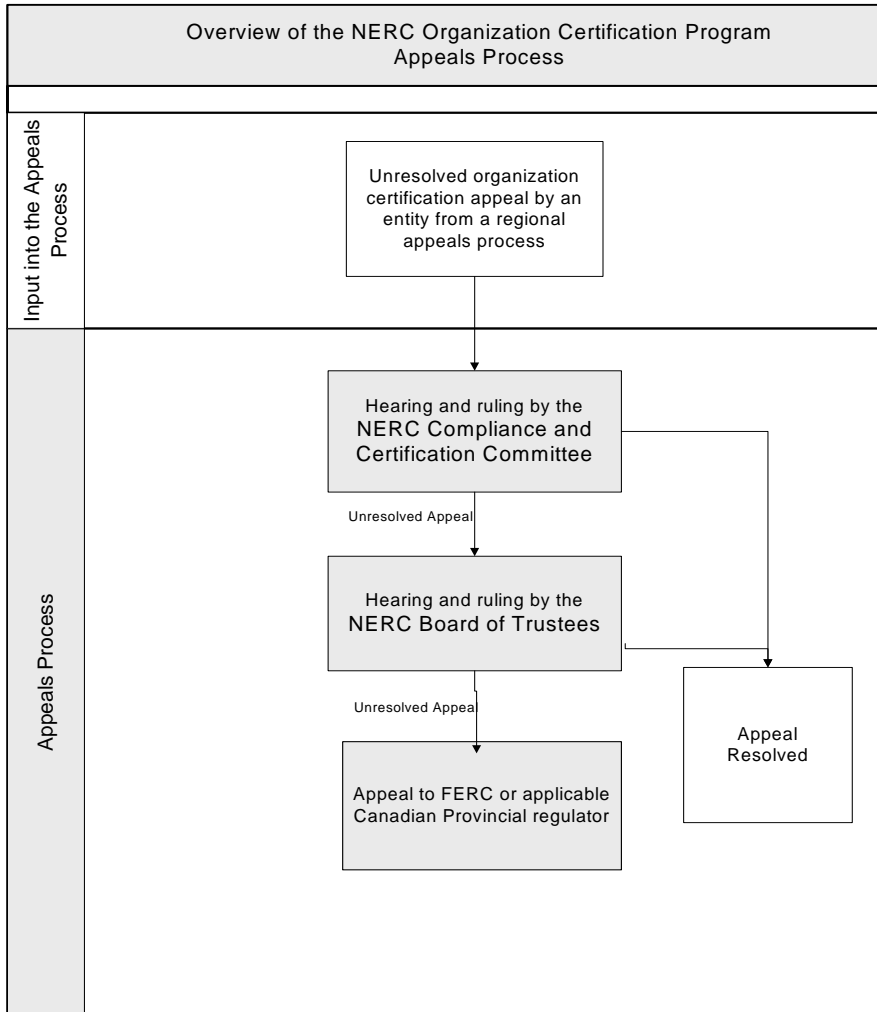 Overview of the NERC Organization Certification Program
Appeals Process
Input into the Appeals
Process
Unresolved organization
certification appeal by an
entity from a regional
appeals process
Appeals Process
Hearing and ruling by the
NERC Compliance and
Certification Committee
Unresolved Appeal
Hearing and ruling by the
NERC Board of Trustees
Unresolved Appeal
Appeal
Resolved
Appeal to FERC or applicable
Canadian Provincial regulator